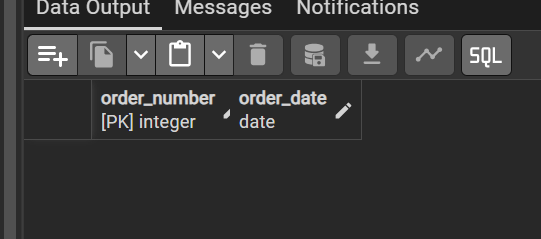 Data Output Messages Notifications
SQL
order_number order_date
[PK] integer date